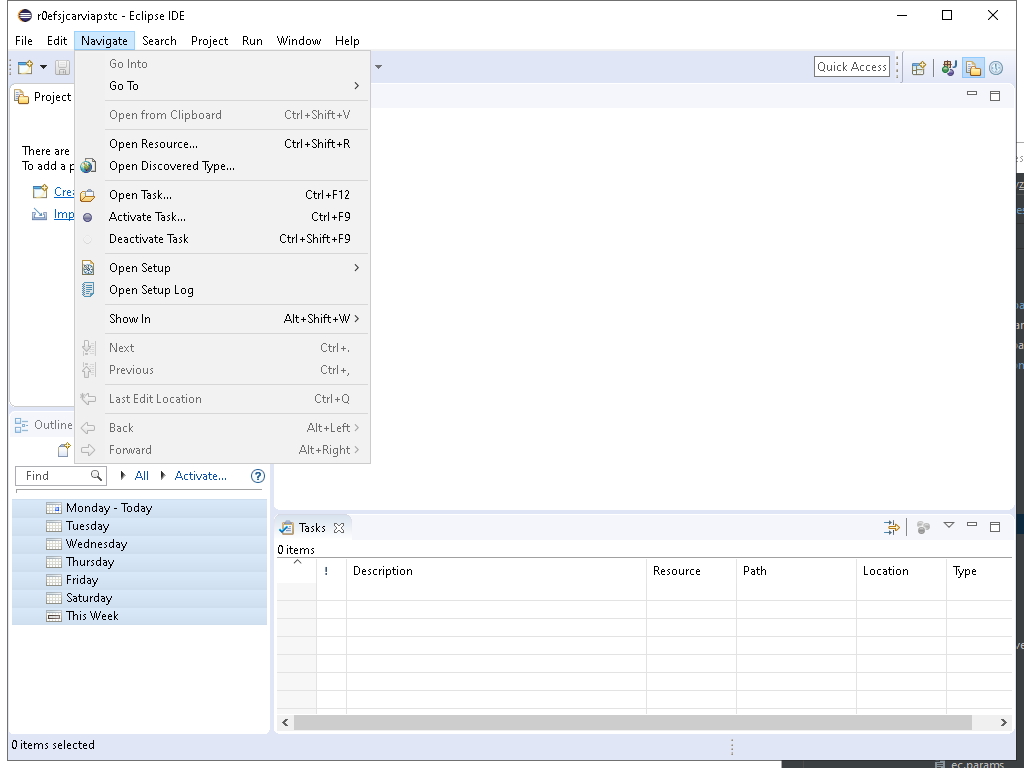 r0efsjcarviapstc - Eclipse IDE
File Edit Navigate Search Project Run Window Help
Quick Access
Project
Go Into
Go To
Open from Clipboard Ctrl+Shift+V
Open Resource... Ctrl+Shift+R
Open Discovered Type...
Open Task... Ctrl+F12
Activate Task... Ctrl+F9
Deactivate Task Ctrl+Shift+F9
Open Setup
Open Setup Log
Show In Alt+Shift+W
Next Ctrl+.
Previous Ctrl+,
Last Edit Location Ctrl+Q
Back Alt+Left
Forward Alt+Right
There are
To add a p
Crea
Imp
Outline
Find All Activate...
Monday - Today
Tuesday
Wednesday
Thursday
Friday
Saturday
This Week
Tasks
0 items
! Description Resource Path Location Type
0 items selected
ec.params